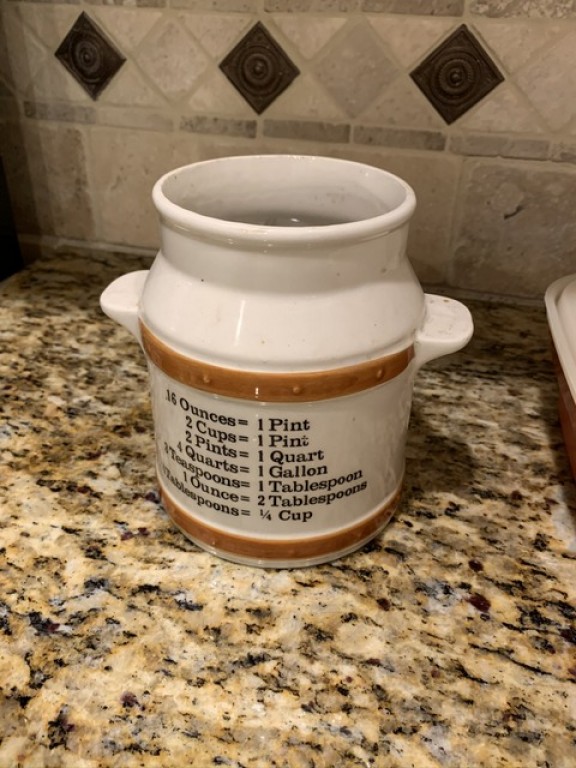 16 Ounces= 1 Pint
2 Cups= 1 Pint
2 Pints= 1 Quart
4 Quarts= 1 Gallon
3 Teaspoons= 1 Tablespoon
1 Ounce= 2 Tablespoons
Tablespoons= ¼ Cup